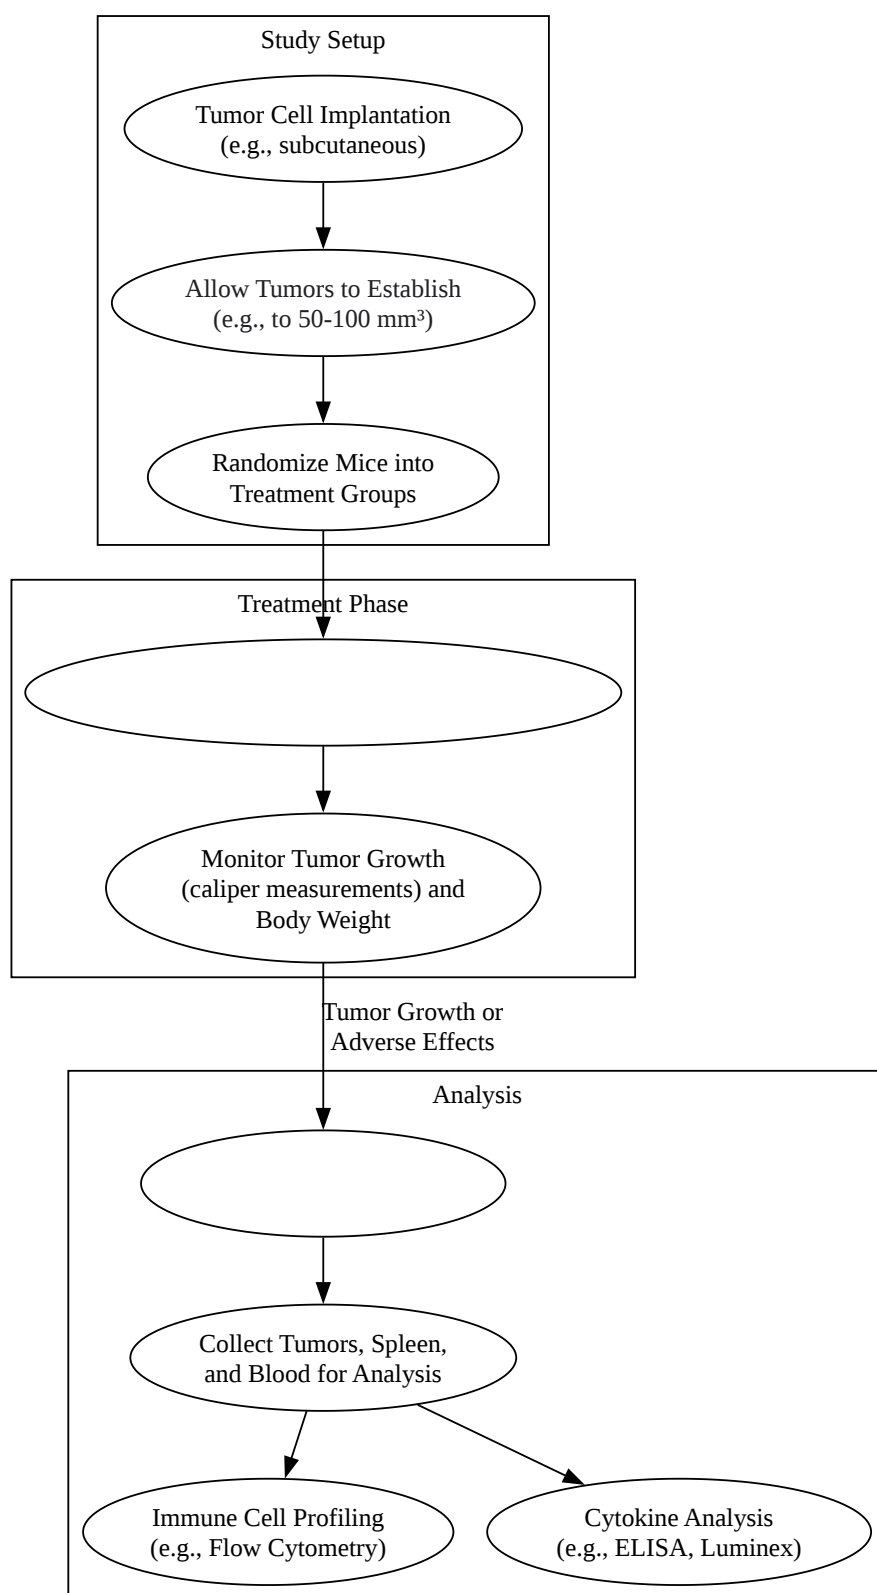 Study Setup
Tumor Cell Implantation
(e.g., subcutaneous)
Allow Tumors to Establish
(e.g., to 50-100 mm³)
Randomize Mice into
Treatment Groups
Treatment Phase
Monitor Tumor Growth
(caliper measurements) and
Body Weight
Tumor Growth or
Adverse Effects
Analysis
Collect Tumors, Spleen,
and Blood for Analysis
Immune Cell Profiling
(e.g., Flow Cytometry)
Cytokine Analysis
(e.g., ELISA, Luminex)